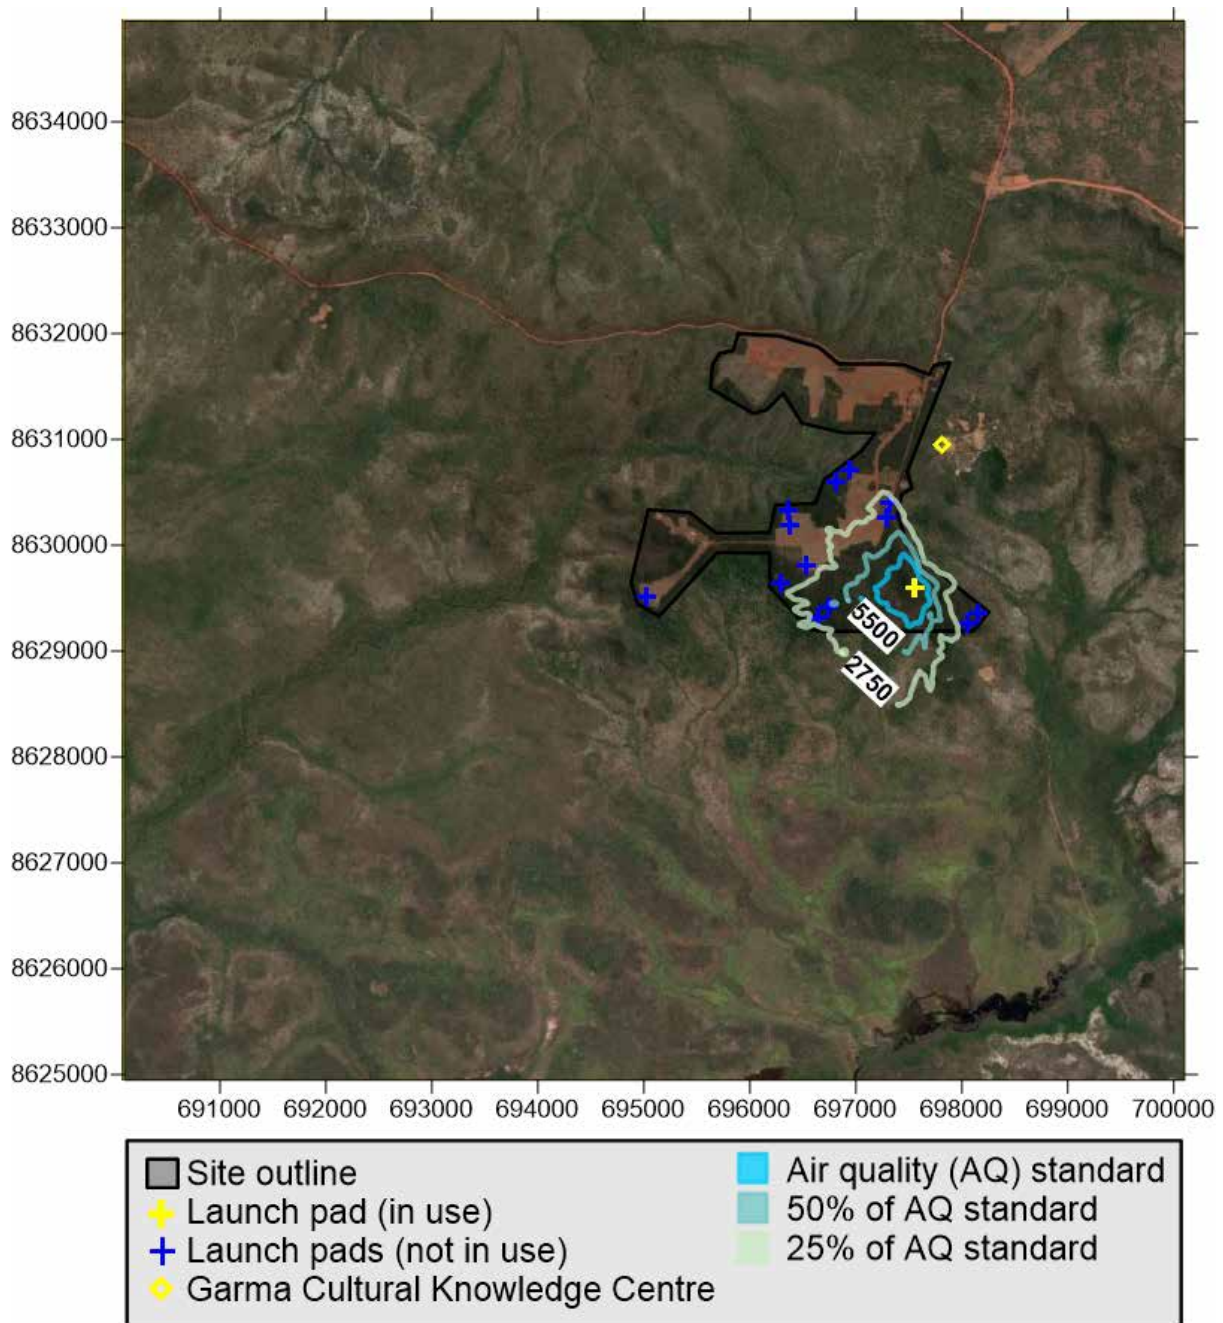 8634000
8633000
8632000
8631000
8630000
8629000
8628000
8627000
8626000
8625000
5500
2750
691000 692000 693000 694000 695000 696000 697000 698000 699000 700000
Site outline
Launch pad (in use)
Launch pads (not in use)
Garma Cultural Knowledge Centre
Air quality (AQ) standard
50% of AQ standard
25% of AQ standard